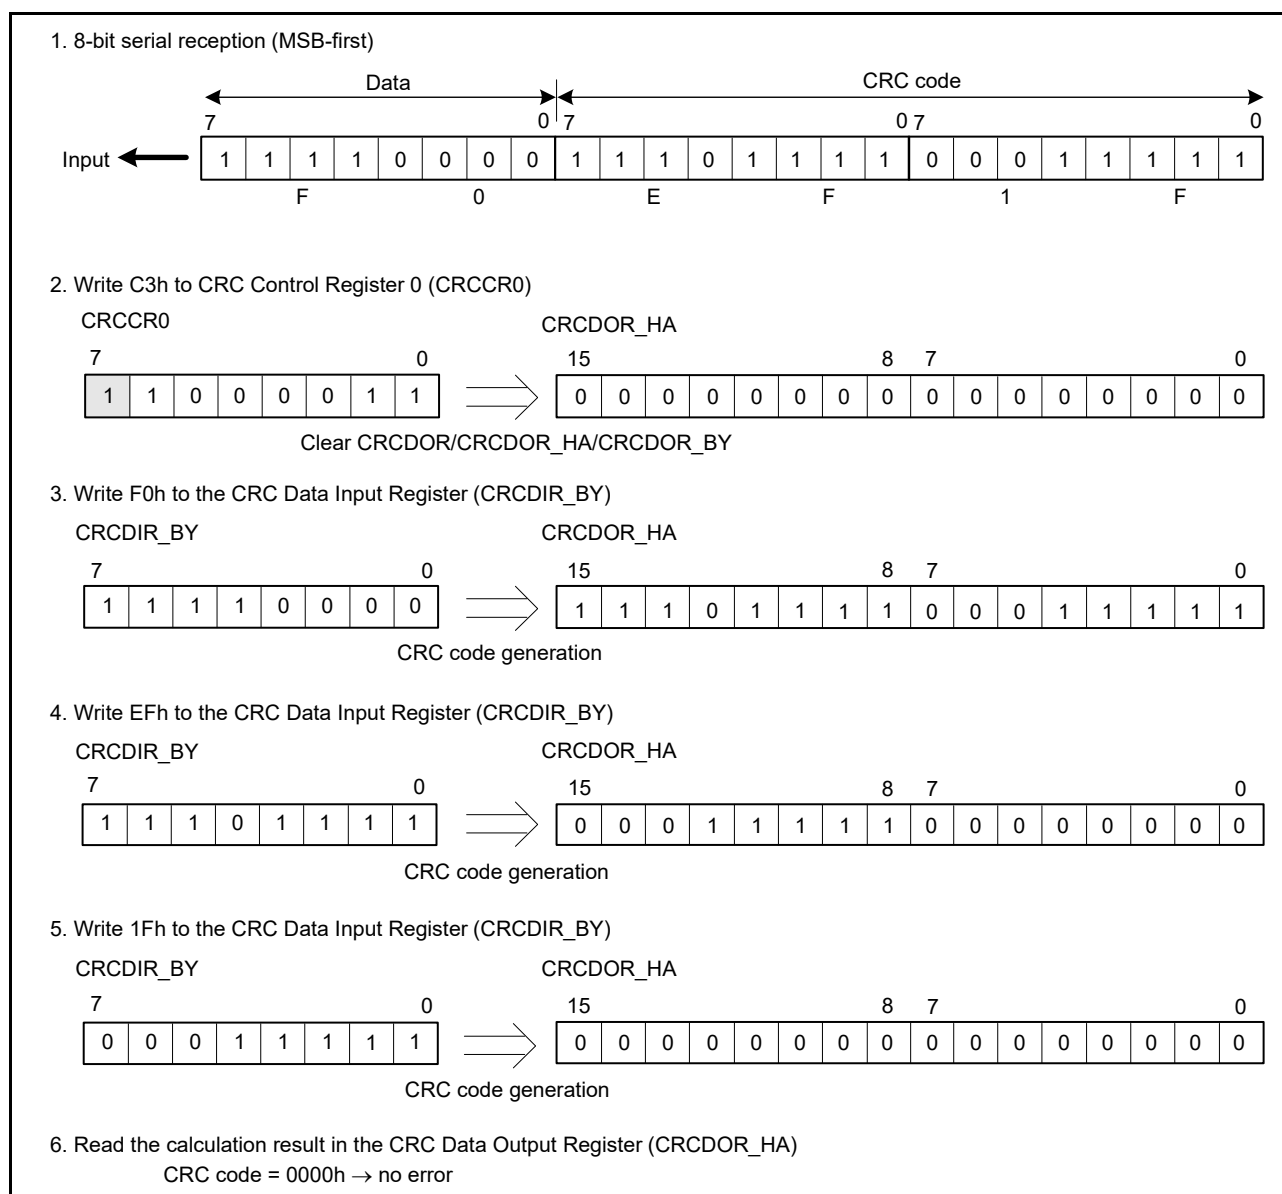 1. 8-bit serial reception (MSB-first)
Data CRC code
7 0 7 0 7 0
Input 1 1 1 1 0 0 0 0 1 1 1 0 1 1 1 1 0 0 0 1 1 1 1 1
F 0 E F 1 F
2. Write C3h to CRC Control Register 0 (CRCCR0)
CRCCR0 CRCDOR_HA
7 0 15 8 7 0
1 1 0 0 0 0 1 1 0 0 0 0 0 0 0 0 0 0 0 0 0 0 0 0
Clear CRCDOR/CRCDOR_HA/CRCDOR_BY
3. Write F0h to the CRC Data Input Register (CRCDIR_BY)
CRCDIR_BY CRCDOR_HA
7 0 15 8 7 0
1 1 1 1 0 0 0 0 1 1 1 0 1 1 1 1 0 0 0 1 1 1 1 1
CRC code generation
4. Write EFh to the CRC Data Input Register (CRCDIR_BY)
CRCDIR_BY CRCDOR_HA
7 0 15 8 7 0
1 1 1 0 1 1 1 1 0 0 0 1 1 1 1 1 0 0 0 0 0 0 0 0
CRC code generation
5. Write 1Fh to the CRC Data Input Register (CRCDIR_BY)
CRCDIR_BY CRCDOR_HA
7 0 15 8 7 0
0 0 0 1 1 1 1 1 0 0 0 0 0 0 0 0 0 0 0 0 0 0 0 0
CRC code generation
6. Read the calculation result in the CRC Data Output Register (CRCDOR_HA)
CRC code = 0000h → no error